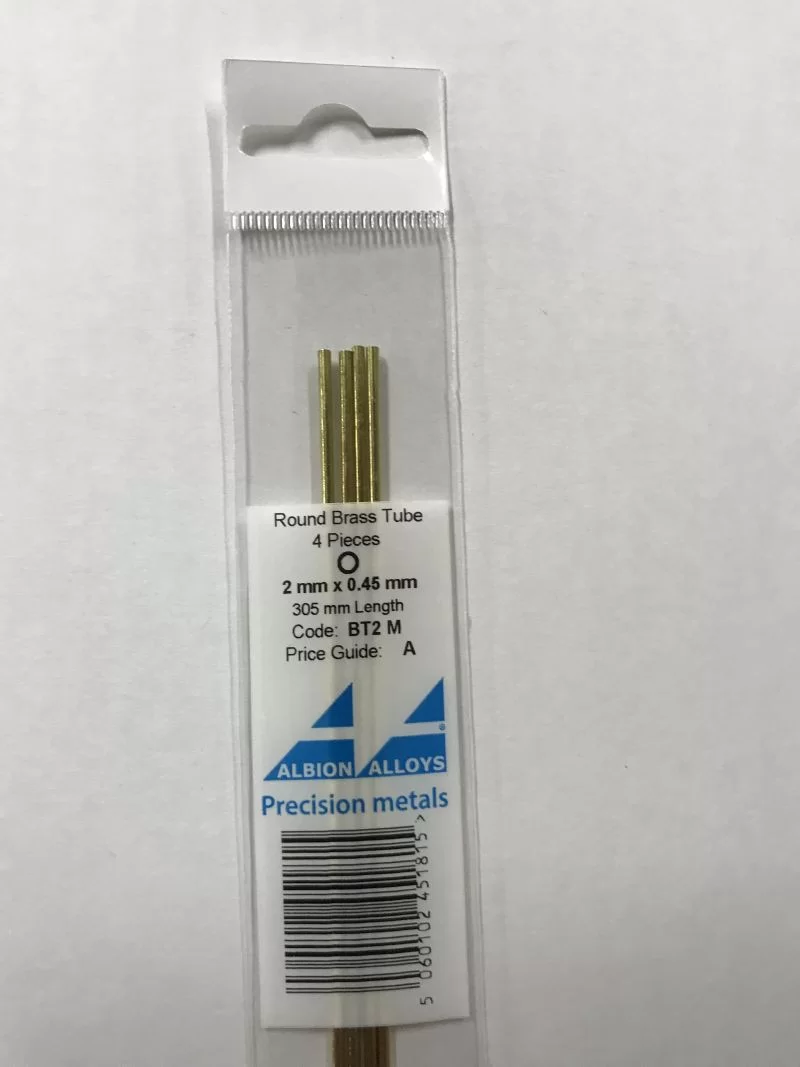 Round Brass Tube
4 Pieces
2 mm x 0.45 mm
305 mm Length
Code: BT2 M
Price Guide: A
ALBION ALLOYS®
Precision metals
5 060102 451815 >